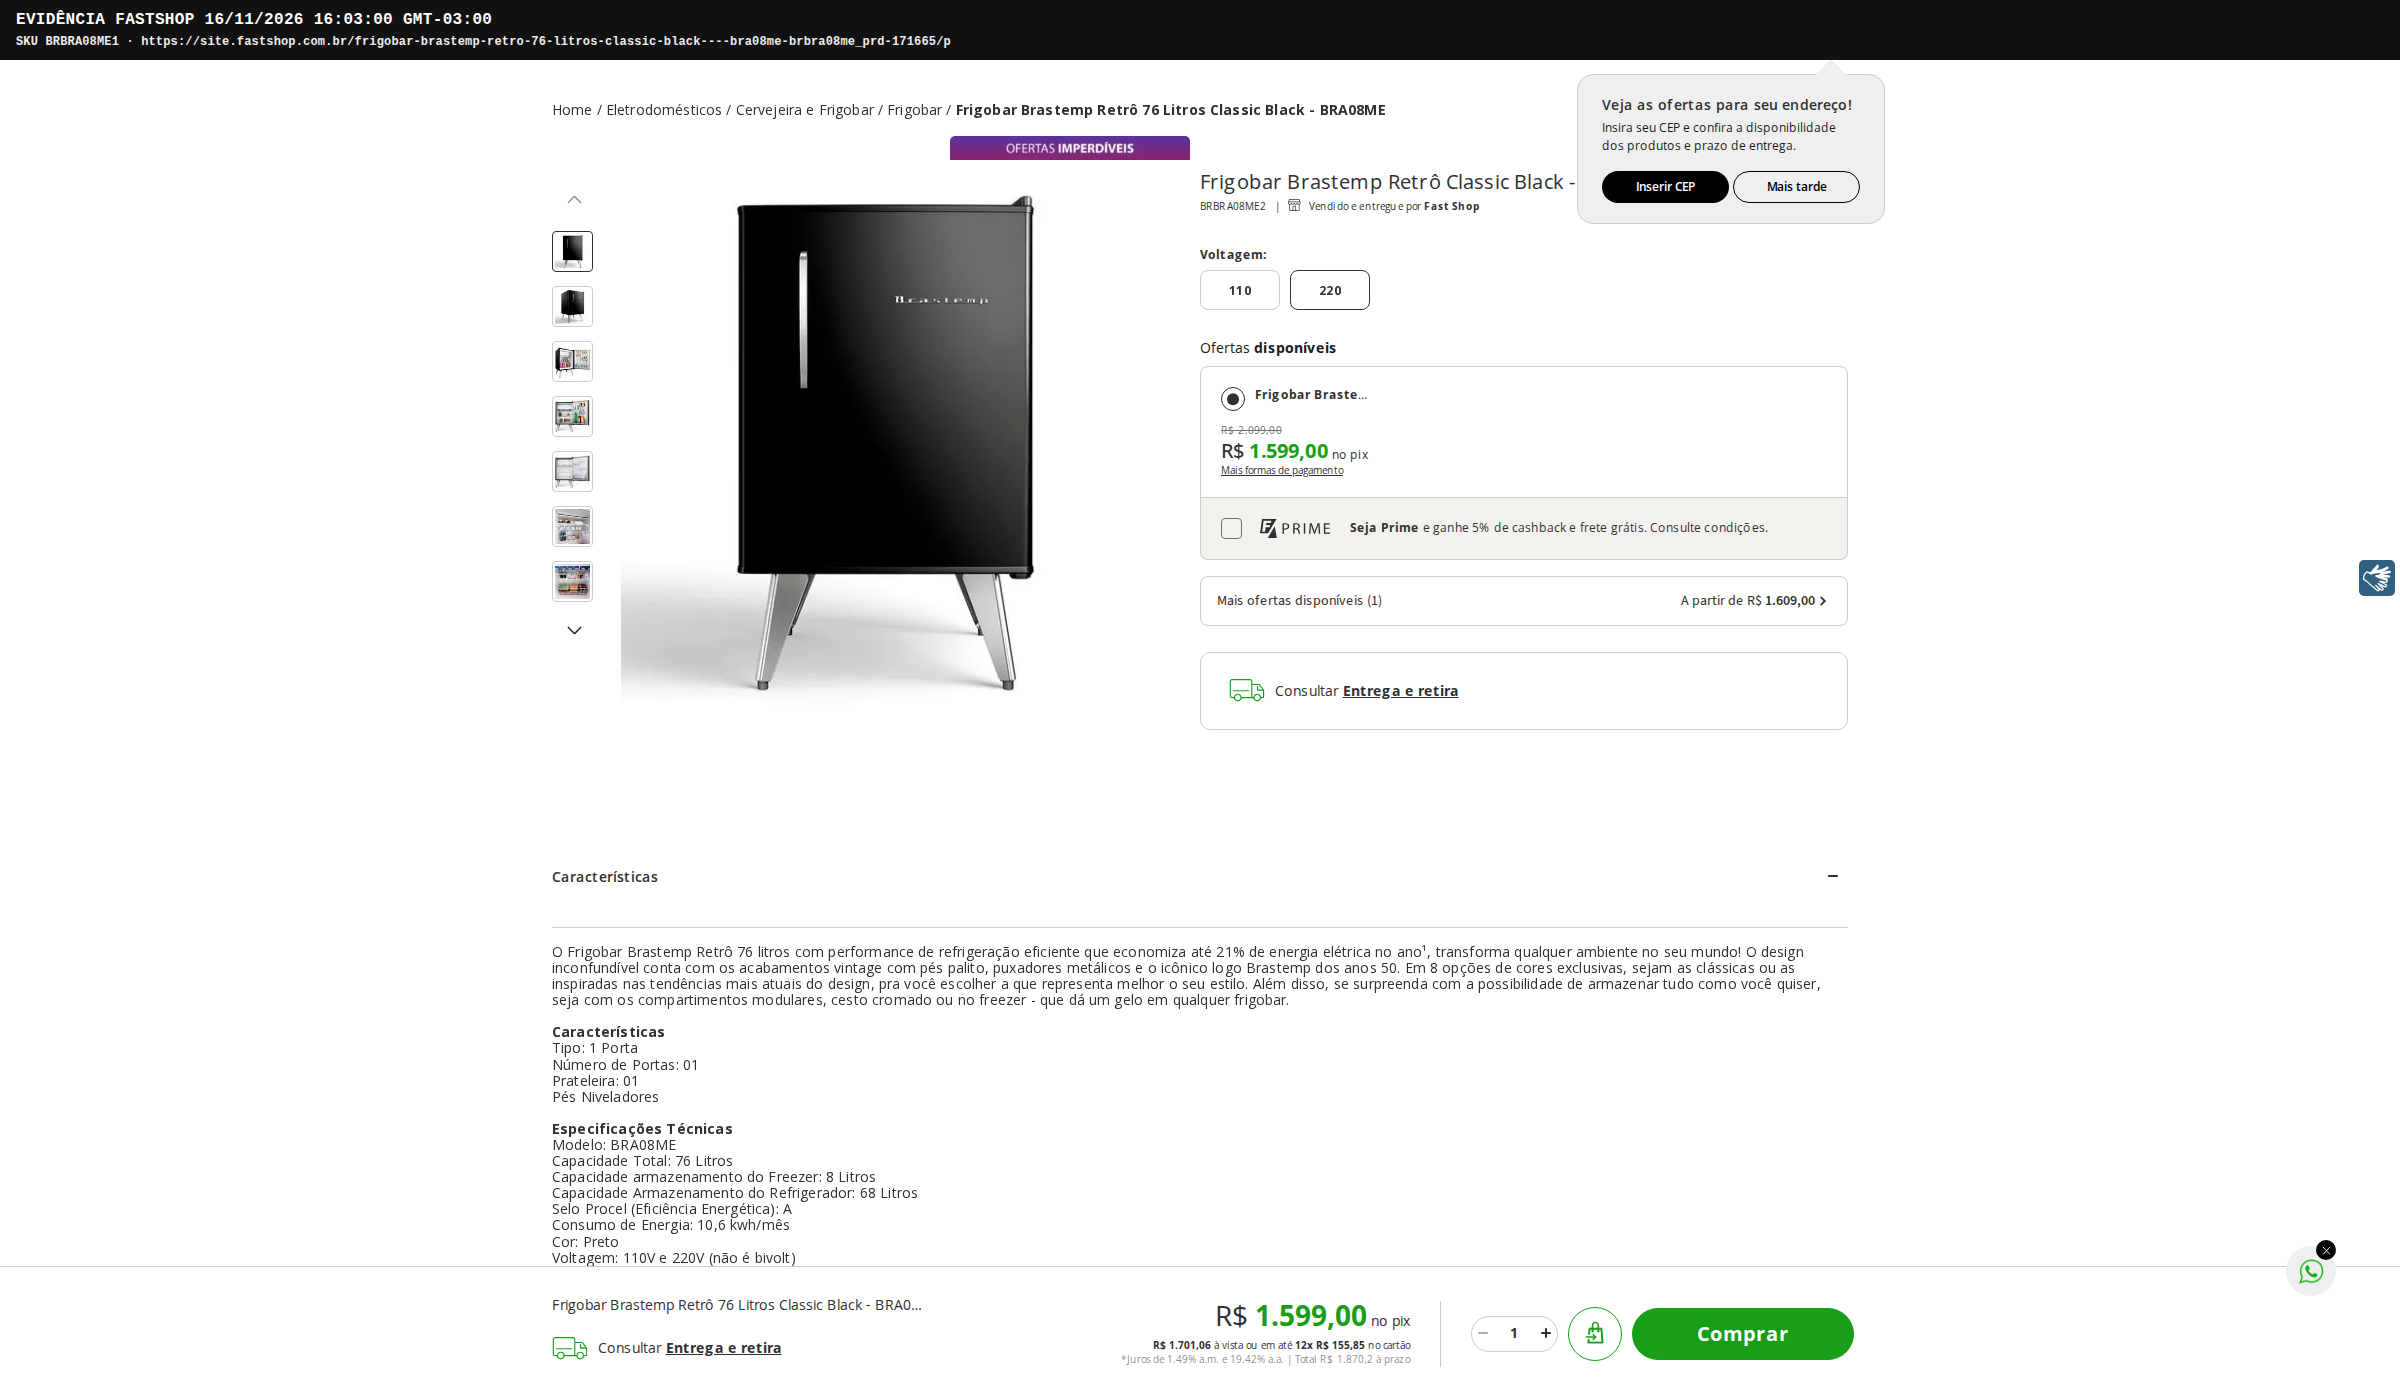 EVIDÊNCIA FASTSHOP 16/11/2026 16:03:00 GMT-03:00
SKU BRBRA08ME1 · https://site.fastshop.com.br/frigobar-brastemp-retro-76-litros-classic-black----bra08me-brbra08me_prd-171665/p
Home / Eletrodomésticos / Cervejeira e Frigobar / Frigobar / Frigobar Brastemp Retrô 76 Litros Classic Black - BRA08ME
Veja as ofertas para seu endereço!
Insira seu CEP e confira a disponibilidade
dos produtos e prazo de entrega.
Inserir CEP
Mais tarde
OFERTAS IMPERDÍVEIS
Frigobar Brastemp Retrô Classic Black -
BRBRA08ME2 | Vendido e entregue por Fast Shop
Brastemp
Voltagem:
110
220
Ofertas disponíveis
Frigobar Braste...
R$ 2.099,00
R$ 1.599,00 no pix
Mais formas de pagamento
PRIME Seja Prime e ganhe 5% de cashback e frete grátis. Consulte condições.
Mais ofertas disponíveis (1)
A partir de R$ 1.609,00
Consultar Entrega e retira
Características
O Frigobar Brastemp Retrô 76 litros com performance de refrigeração eficiente que economiza até 21% de energia elétrica no ano¹, transforma qualquer ambiente no seu mundo! O design
inconfundível conta com os acabamentos vintage com pés palito, puxadores metálicos e o icônico logo Brastemp dos anos 50. Em 8 opções de cores exclusivas, sejam as clássicas ou as
inspiradas nas tendências mais atuais do design, pra você escolher a que representa melhor o seu estilo. Além disso, se surpreenda com a possibilidade de armazenar tudo como você quiser,
seja com os compartimentos modulares, cesto cromado ou no freezer - que dá um gelo em qualquer frigobar.
Características
Tipo: 1 Porta
Número de Portas: 01
Prateleira: 01
Pés Niveladores
Especificações Técnicas
Modelo: BRA08ME
Capacidade Total: 76 Litros
Capacidade armazenamento do Freezer: 8 Litros
Capacidade Armazenamento do Refrigerador: 68 Litros
Selo Procel (Eficiência Energética): A
Consumo de Energia: 10,6 kwh/mês
Cor: Preto
Voltagem: 110V e 220V (não é bivolt)
Frigobar Brastemp Retrô 76 Litros Classic Black - BRA0...
Consultar Entrega e retira
R$ 1.599,00 no pix
R$ 1.701,06 à vista ou em até 12x R$ 155,85 no cartão
*Juros de 1.49% a.m. e 19.42% a.a. | Total R$ 1.870,2 à prazo
1
Comprar